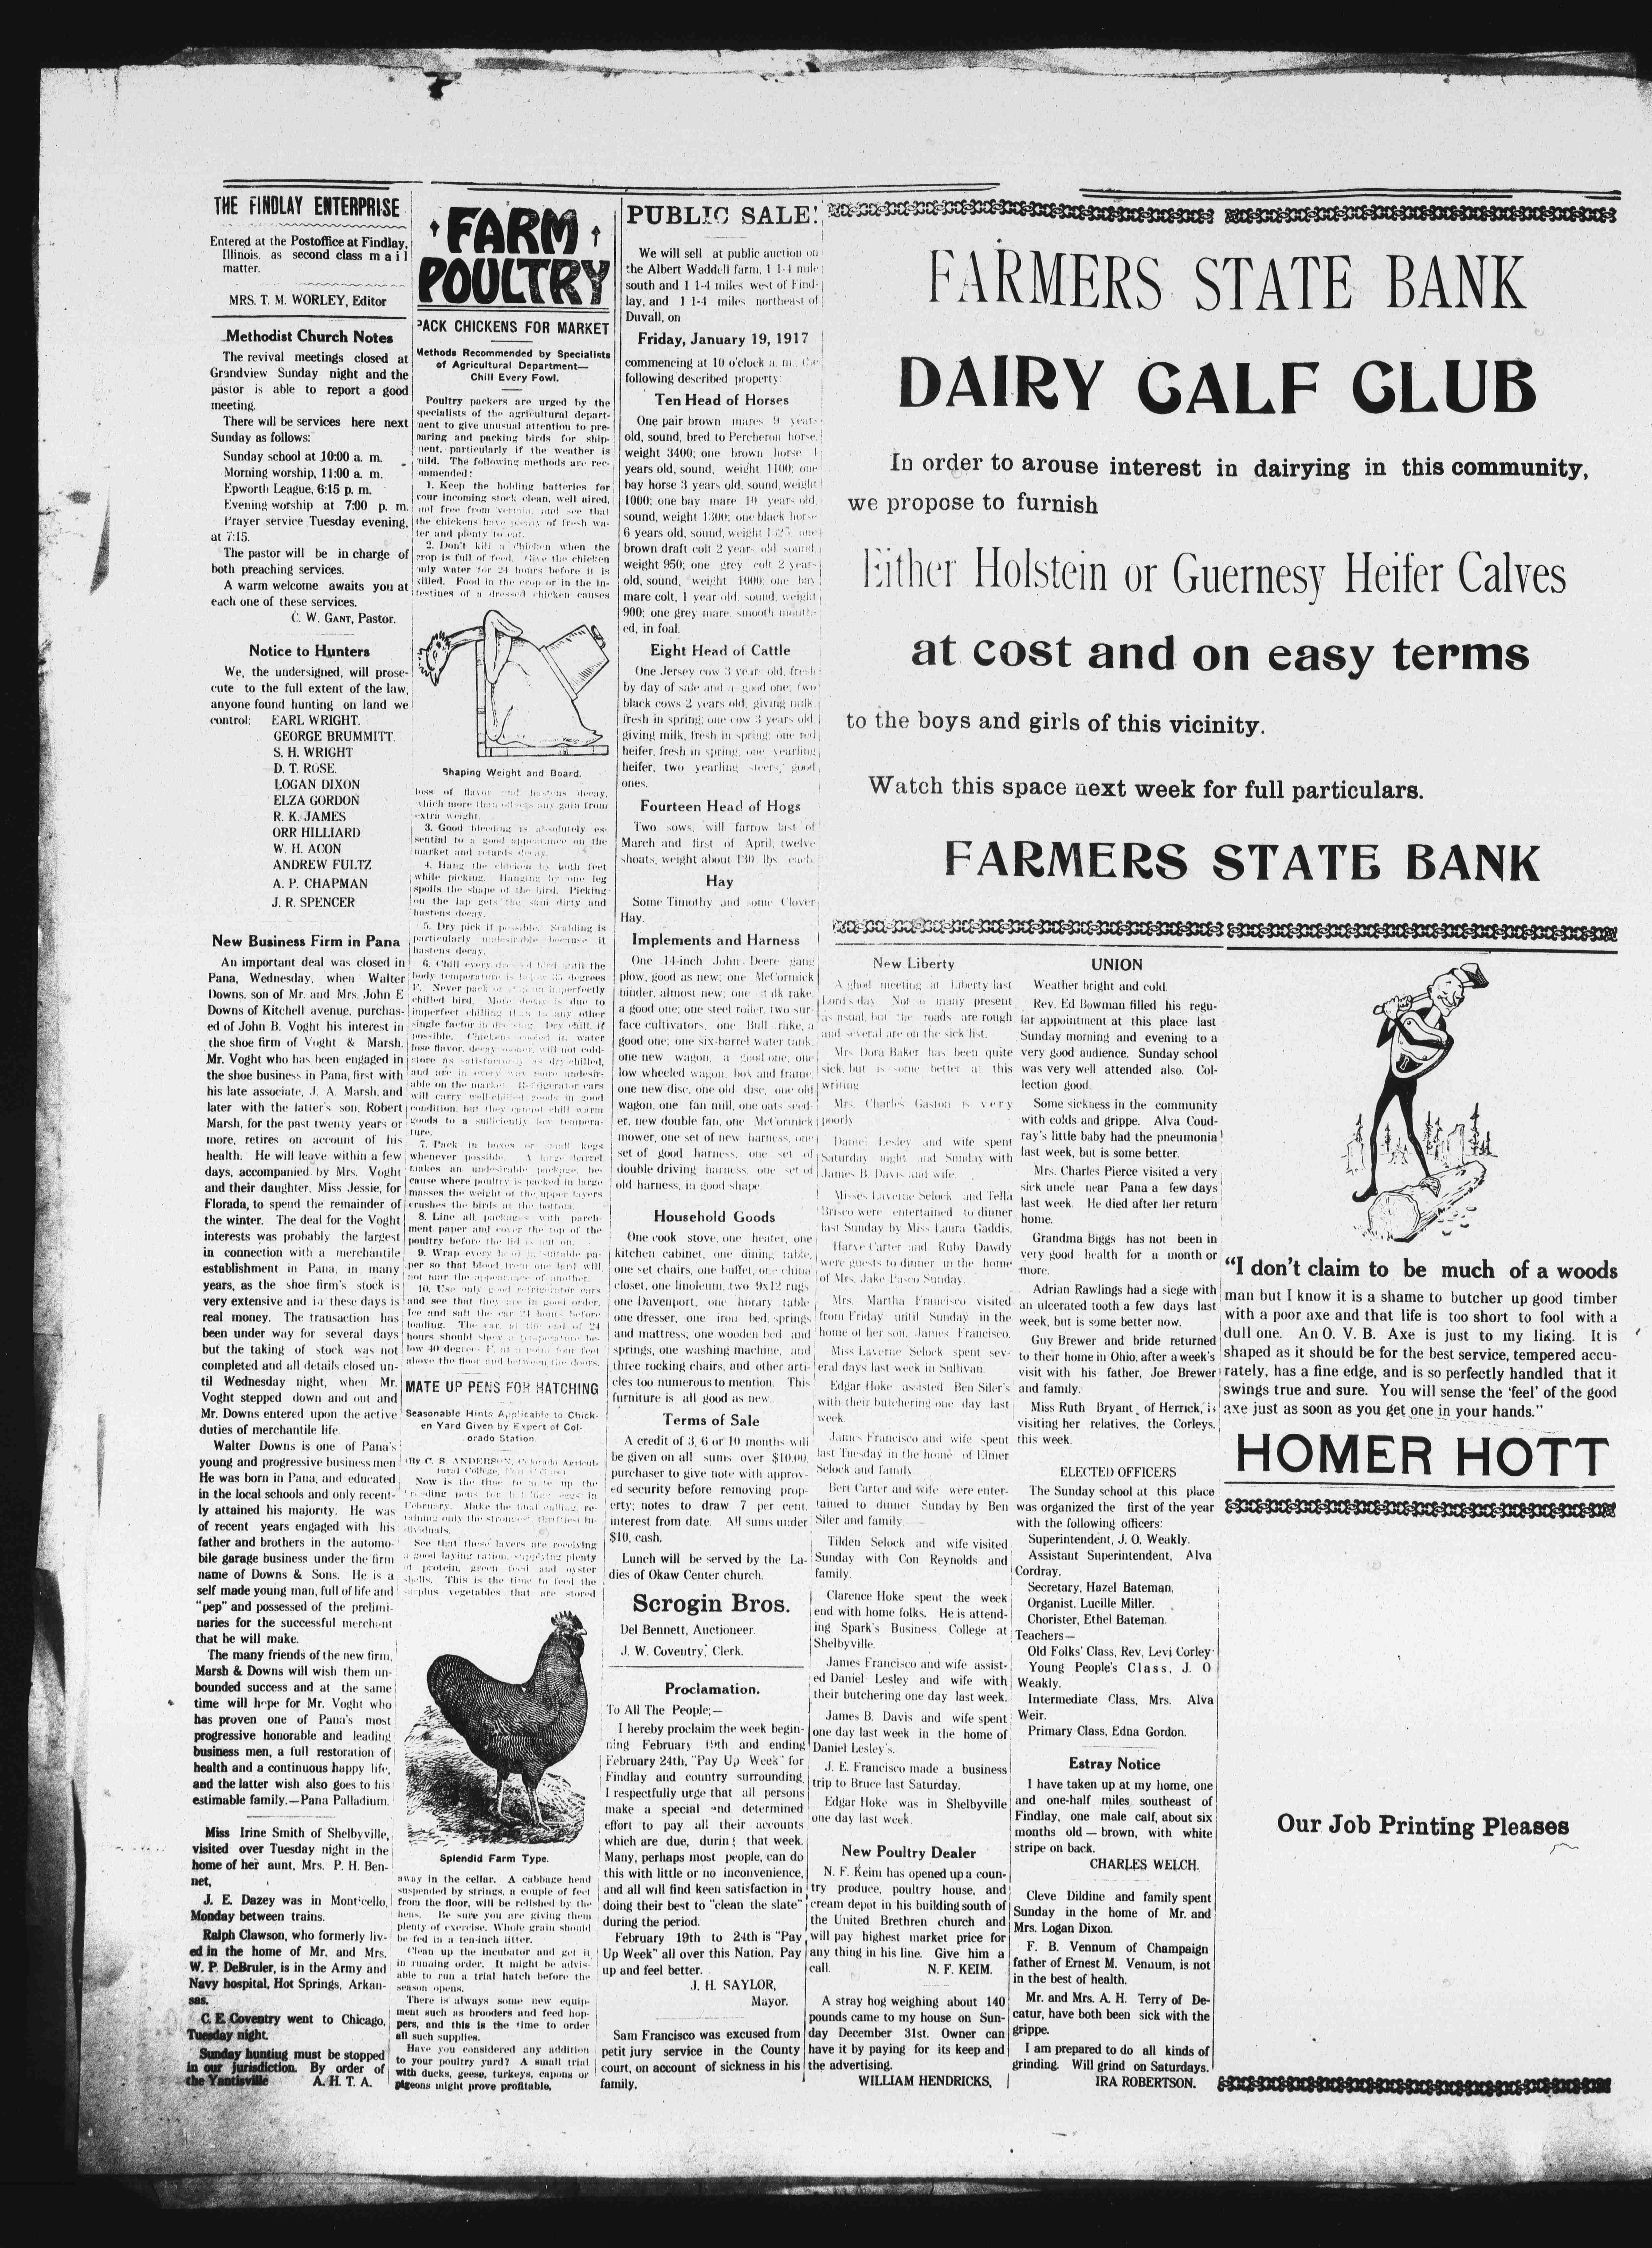 THE FINDLAY ENTERPRISE
Entered at the Postoffice at Findlay,
Illinois, as second class mail
matter.
MRS. T. M. WORLEY, Editor
Methodist Church Notes
The revival meetings closed at
Grandview Sunday night and the
pastor is able to report a good
meeting.
There will be services here next
Sunday as follows:
Sunday school at 10:00 a. m.
Morning worship, 11:00 a. m.
Epworth League, 6:15 p. m.
Evening worship at 7:00 p. m.
Prayer service Tuesday evening,
at 7:15.
The pastor will be in charge of
both preaching services.
A warm welcome awaits you at
each one of these services.
C. W. GANT, Pastor.
Notice to Hunters
We, the undersigned, will prose-
cute to the full extent of the law,
anyone found hunting on land we
control: EARL WRIGHT.
GEORGE BRUMMITT.
S. H. WRIGHT
D. T. ROSE.
LOGAN DIXON
ELZA GORDON
R. K. JAMES
ORR HILLIARD
W. H. ACON
ANDREW FULTZ
A. P. CHAPMAN
J. R. SPENCER
New Business Firm in Pana
An important deal was closed in
Pana, Wednesday, when Walter
Downs, son of Mr. and Mrs. John E
Downs of Kitchell avenue, purchas-
ed of John B. Voght his interest in
the shoe firm of Voght & Marsh.
Mr. Voght who has been engaged in
the shoe business in Pana, first with
his late associate, J. A. Marsh, and
later with the latter's son, Robert
Marsh, for the past twenty years or
more, retires on account of his
health. He will leave within a few
days, accompanied by Mrs. Voght
and their daughter, Miss Jessie, for
Florada, to spend the remainder of
the winter. The deal for the Voght
interests was probably the largest
in connection with a merchantile
establishment in Pana, in many
years, as the shoe firm's stock is
very extensive and in these days is
real money. The transaction has
been under way for several days
but the taking of stock was not
completed and all details closed un-
til Wednesday night, when Mr.
Voght stepped down and out and
Mr. Downs entered upon the active
duties of merchantile life.
Walter Downs is one of Pana's
young and progressive business men
He was born in Pana, and educated
in the local schools and only recent-
ly attained his majority. He was
of recent years engaged with his
father and brothers in the automo-
bile garage business under the firm
name of Downs & Sons. He is a
self made young man, full of life and
"pep" and possessed of the prelimi-
naries for the successful merchant
that he will make.
The many friends of the new firm,
Marsh & Downs will wish them un-
bounded success and at the same
time will hope for Mr. Voght who
has proven one of Pana's most
progressive honorable and leading
business men, a full restoration of
health and a continuous happy life,
and the latter wish also goes to his
estimable family.—Pana Palladium.
Miss Irine Smith of Shelbyville,
visited over Tuesday night in the
home of her aunt, Mrs. P. H. Ben-
net,
J. E. Dazey was in Monticello,
Monday between trains.
Ralph Clawson, who formerly liv-
ed in the home of Mr. and Mrs.
W. P. DeBruler, is in the Army and
Navy hospital, Hot Springs, Arkan-
sas.
C. E. Coventry went to Chicago,
Tuesday night.
Sunday hunting must be stopped
in our jurisdiction. By order of
the Yantisville A. H. T. A.
FARM
POULTRY
PACK CHICKENS FOR MARKET
Methods Recommended by Specialists
of Agricultural Department—
Chill Every Fowl.
Poultry packers are urged by the
specialists of the agricultural depart-
ment to give unusual attention to pre-
paring and packing birds for ship-
ment, particularly if the weather is
mild. The following methods are rec-
ommended:
1. Keep the holding batteries for
your incoming stock clean, well aired,
and free from vermin, and see that
the chickens have plenty of fresh wa-
ter and plenty to eat.
2. Don't kill a chicken when the
crop is full of feed. Give the chicken
only water for 24 hours before it is
killed. Food in the crop or in the in-
testines of a dressed chicken causes
Shaping Weight and Board.
loss of flavor and hastens decay,
which more than offsets any gain from
extra weight.
3. Good bleeding is absolutely es-
sential to a good appearance on the
market and retards decay.
4. Hang the chicken by both feet
while picking. Hanging by one leg
spoils the shape of the bird. Picking
on the lap gets the skin dirty and
hastens decay.
5. Dry pick if possible. Scalding is
particularly undesirable because it
hastens decay.
6. Chill every dressed bird until the
body temperature is below 35 degrees
F. Never pack or ship an imperfectly
chilled bird. More decay is due to
imperfect chilling than to any other
single factor in dressing. Dry chill, if
possible. Chickens cooled in water
lose flavor, decay sooner, will not cold-
store as satisfactorily as dry chilled,
and are in every way more undesir-
able on the market. Refrigerator cars
will carry well-chilled goods in good
condition, but they cannot chill warm
goods to a sufficiently low tempera-
ture.
7. Pack in boxes or small kegs
whenever possible. A large barrel
makes an undesirable package, be-
cause where poultry is packed in large
masses the weight of the upper layers
crushes the birds at the bottom.
8. Line all packages with parch-
ment paper and cover the top of the
poultry before the lid is put on.
9. Wrap every head in suitable pa-
per so that blood from one bird will
not mar the appearance of another.
10. Use only good refrigerator cars
and see that they are in good order.
Ice and salt the car 24 hours before
loading. The car at the end of 24
hours should show a temperature be-
low 40 degrees F. at a point four feet
above the floor and between the doors.
MATE UP PENS FOR HATCHING
Seasonable Hints Applicable to Chick-
en Yard Given by Expert of Col-
orado Station.
(By C. S. ANDERSON, Colorado Agricul-
tural College, Fort Collins.)
Now is the time to mate up the
breeding pens for hatching eggs in
February. Make the final culling, re-
taining only the strongest, thriftiest in-
dividuals.
See that these layers are receiving
a good laying ration, supplying plenty
of protein, green feed and oyster
shells. This is the time to feed the
surplus vegetables that are stored
Splendid Farm Type.
away in the cellar. A cabbage head
suspended by strings, a couple of feet
from the floor, will be relished by the
hens. Be sure you are giving them
plenty of exercise. Whole grain should
be fed in a ten-inch litter.
Clean up the incubator and get it
in running order. It might be advis-
able to run a trial hatch before the
season opens.
There is always some new equip-
ment such as brooders and feed hop-
pers, and this is the time to order
all such supplies.
Have you considered any addition
to your poultry yard? A small trial
with ducks, geese, turkeys, capons or
pigeons might prove profitable.
PUBLIC SALE!
We will sell at public auction on
the Albert Waddell farm, 1 1-4 mile
south and 1 1-4 miles west of Find-
lay, and 1 1-4 miles northeast of
Duvall, on
Friday, January 19, 1917
commencing at 10 o'clock a. m., the
following described property:
Ten Head of Horses
One pair brown mares 9 years
old, sound, bred to Percheron horse,
weight 3400; one brown horse
years old, sound, weight 1100; one
bay horse 3 years old, sound, weight
1000; one bay mare 10 years old,
sound, weight 1300; one black horse
6 years old, sound, weight 1525; one
brown draft colt 2 years old sound,
weight 950; one grey colt 2 years
old, sound, weight 1000; one bay
mare colt, 1 year old, sound, weight
900; one grey mare, smooth mouth-
ed, in foal.
Eight Head of Cattle
One Jersey cow 3 year old, fresh
by day of sale and a good one; two
black cows 2 years old, giving milk,
fresh in spring; one cow 3 years old,
giving milk, fresh in spring; one red
heifer, fresh in spring; one yearling
heifer, two yearling steers, good
ones.
Fourteen Head of Hogs
Two sows, will farrow last of
March and first of April, twelve
shoats, weight about 130 lbs each.
Hay
Some Timothy and some Clover
Hay.
Implements and Harness
One 14-inch John Deere gang
plow, good as new; one McCormick
binder, almost new; one stalk rake,
a good one; one steel roller, two sur-
face cultivators, one Bull rake, a
good one; one six-barrel water tank,
one new wagon, a good one; one
low wheeled wagon, box and frame,
one new disc, one old disc, one old
wagon, one fan mill, one oats seed-
er, new double fan, one McCormick
mower, one set of new harness, one
set of good harness, one set of
double driving harness, one set of
old harness, in good shape.
Household Goods
One cook stove, one heater, one
kitchen cabinet, one dining table,
one set chairs, one buffet, one china
closet, one linoleum, two 9x12 rugs
one Davenport, one library table
one dresser, one iron bed, springs
and mattress; one wooden bed and
springs, one washing machine, and
three rocking chairs, and other arti-
cles too numerous to mention. This
furniture is all good as new.
Terms of Sale
A credit of 3, 6 or 10 months will
be given on all sums over $10.00,
purchaser to give note with approv-
ed security before removing prop-
erty; notes to draw 7 per cent.
interest from date. All sums under
$10, cash.
Lunch will be served by the La-
dies of Okaw Center church.
Scrogin Bros.
Del Bennett, Auctioneer.
J. W. Coventry, Clerk.
Proclamation.
To All The People;—
I hereby proclaim the week begin-
ning February 19th and ending
February 24th, "Pay Up Week" for
Findlay and country surrounding.
I respectfully urge that all persons
make a special and determined
effort to pay all their accounts
which are due, during that week.
Many, perhaps most people, can do
this with little or no inconvenience,
and all will find keen satisfaction in
doing their best to "clean the slate"
during the period.
February 19th to 24th is "Pay
Up Week" all over this Nation. Pay
up and feel better.
J. H. SAYLOR,
Mayor.
Sam Francisco was excused from
petit jury service in the County
court, on account of sickness in his
family.
FARMERS STATE BANK
DAIRY CALF CLUB
In order to arouse interest in dairying in this community,
we propose to furnish
Either Holstein or Guernesy Heifer Calves
at cost and on easy terms
to the boys and girls of this vicinity.
Watch this space next week for full particulars.
FARMERS STATE BANK
New Liberty
A ghod meeting at Liberty last
Lord's day. Not so many present
as usual, but the roads are rough
and several are on the sick list.
Mrs Dora Baker has been quite
sick, but is some better at this
writing.
Mrs. Charles Gaston is very
poorly
Daniel Lesley and wife spent
Saturday night and Sunday with
James B. Davis and wife.
Misses Laverne Selock and Tella
Brisco were entertained to dinner
last Sunday by Miss Laura Gaddis.
Harve Carter and Ruby Dawdy
were guests to dinner in the home
of Mrs. Jake Pasco Sunday.
Mrs. Martha Francisco visited
from Friday until Sunday in the
home of her son, James Francisco.
Miss Laverne Selock spent sev-
eral days last week in Sullivan.
Edgar Hoke assisted Ben Siler's
with their butchering one day last
week.
James Francisco and wife spent
last Tuesday in the home of Elmer
Selock and family.
Bert Carter and wife were enter-
tained to dinner Sunday by Ben
Siler and family.
Tilden Selock and wife visited
Sunday with Con Reynolds and
family.
Clarence Hoke spent the week
end with home folks. He is attend-
ing Spark's Business College at
Shelbyville.
James Francisco and wife assist-
ed Daniel Lesley and wife with
their butchering one day last week.
James B. Davis and wife spent
one day last week in the home of
Daniel Lesley's.
J. E. Francisco made a business
trip to Bruce last Saturday.
Edgar Hoke was in Shelbyville
one day last week.
New Poultry Dealer
N. F. Keim has opened up a coun-
try produce, poultry house, and
cream depot in his building south of
the United Brethren church and
will pay highest market price for
any thing in his line. Give him a
call. N. F. KEIM.
A stray hog weighing about 140
pounds came to my house on Sun-
day December 31st. Owner can
have it by paying for its keep and
the advertising.
WILLIAM HENDRICKS,
UNION
Weather bright and cold.
Rev. Ed Bowman filled his regu-
lar appointment at this place last
Sunday morning and evening to a
very good audience. Sunday school
was very well attended also. Col-
lection good.
Some sickness in the community
with colds and grippe. Alva Coud-
ray's little baby had the pneumonia
last week, but is some better.
Mrs. Charles Pierce visited a very
sick uncle near Pana a few days
last week. He died after her return
home.
Grandma Biggs has not been in
very good health for a month or
more.
Adrian Rawlings had a siege with
an ulcerated tooth a few days last
week, but is some better now.
Guy Brewer and bride returned
to their home in Ohio, after a week's
visit with his father, Joe Brewer
and family.
Miss Ruth Bryant, of Herrick, is
visiting her relatives, the Corleys,
this week.
ELECTED OFFICERS
The Sunday school at this place
was organized the first of the year
with the following officers:
Superintendent, J. O. Weakly.
Assistant Superintendent, Alva
Cordray.
Secretary, Hazel Bateman.
Organist. Lucille Miller.
Chorister, Ethel Bateman.
Teachers—
Old Folks' Class, Rev. Levi Corley
Young People's Class, J. O
Weakly.
Intermediate Class, Mrs. Alva
Weir.
Primary Class, Edna Gordon.
Estray Notice
I have taken up at my home, one
and one-half miles southeast of
Findlay, one male calf, about six
months old — brown, with white
stripe on back.
CHARLES WELCH.
Cleve Dildine and family spent
Sunday in the home of Mr. and
Mrs. Logan Dixon.
F. B. Vennum of Champaign
father of Ernest M. Vennum, is not
in the best of health.
Mr. and Mrs. A. H. Terry of De-
catur, have both been sick with the
grippe.
I am prepared to do all kinds of
grinding. Will grind on Saturdays.
IRA ROBERTSON.
"I don't claim to be much of a woods
man but I know it is a shame to butcher up good timber
with a poor axe and that life is too short to fool with a
dull one. An O. V. B. Axe is just to my liking. It is
shaped as it should be for the best service, tempered accu-
rately, has a fine edge, and is so perfectly handled that it
swings true and sure. You will sense the 'feel' of the good
axe just as soon as you get one in your hands."
HOMER HOTT
Our Job Printing Pleases